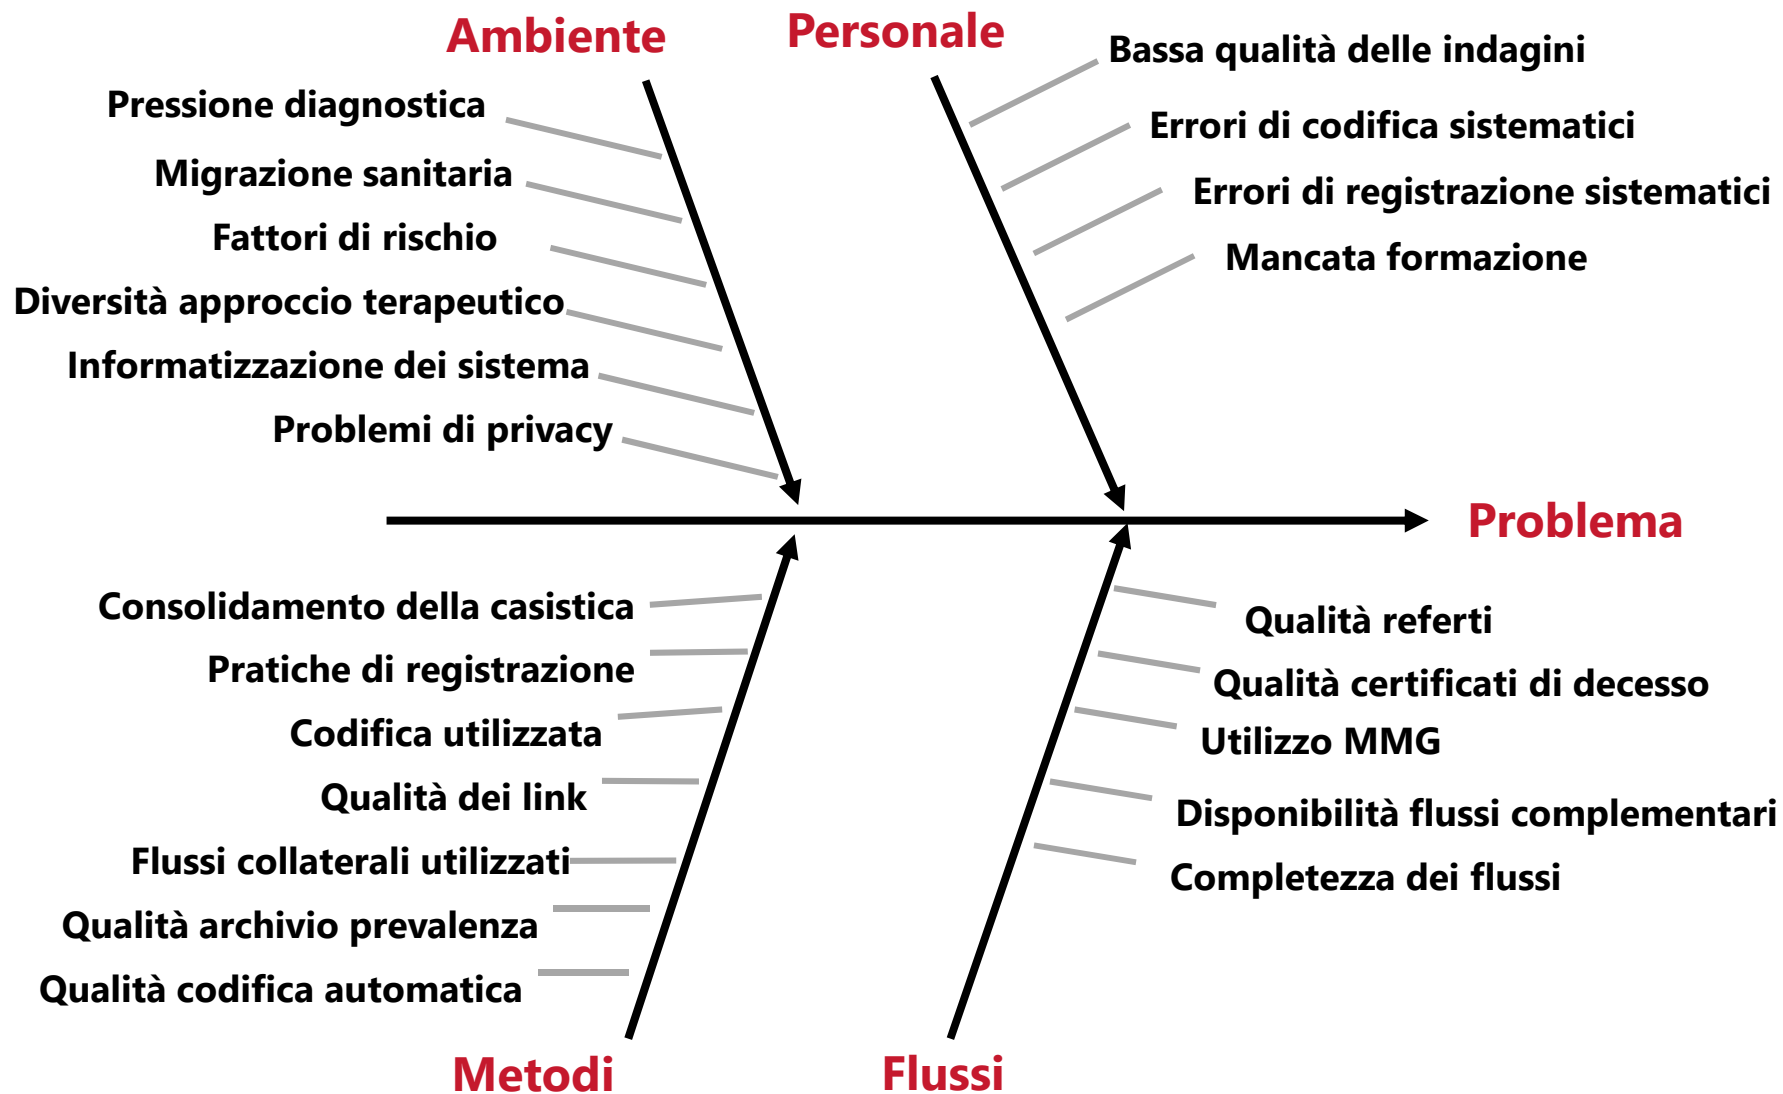 Ambiente
Pressione diagnostica
Migrazione sanitaria
Fattori di rischio
Diversità approccio terapeutico
Informatizzazione dei sistema
Problemi di privacy
Personale
Bassa qualità delle indagini
Errori di codifica sistematici
Errori di registrazione sistematici
Mancata formazione
Problema
Consolidamento della casistica
Pratiche di registrazione
Codifica utilizzata
Qualità dei link
Flussi collaterali utilizzati
Qualità archivio prevalenza
Qualità codifica automatica
Metodi
Qualità referti
Qualità certificati di decesso
Utilizzo MMG
Disponibilità flussi complementari
Completezza dei flussi
Flussi